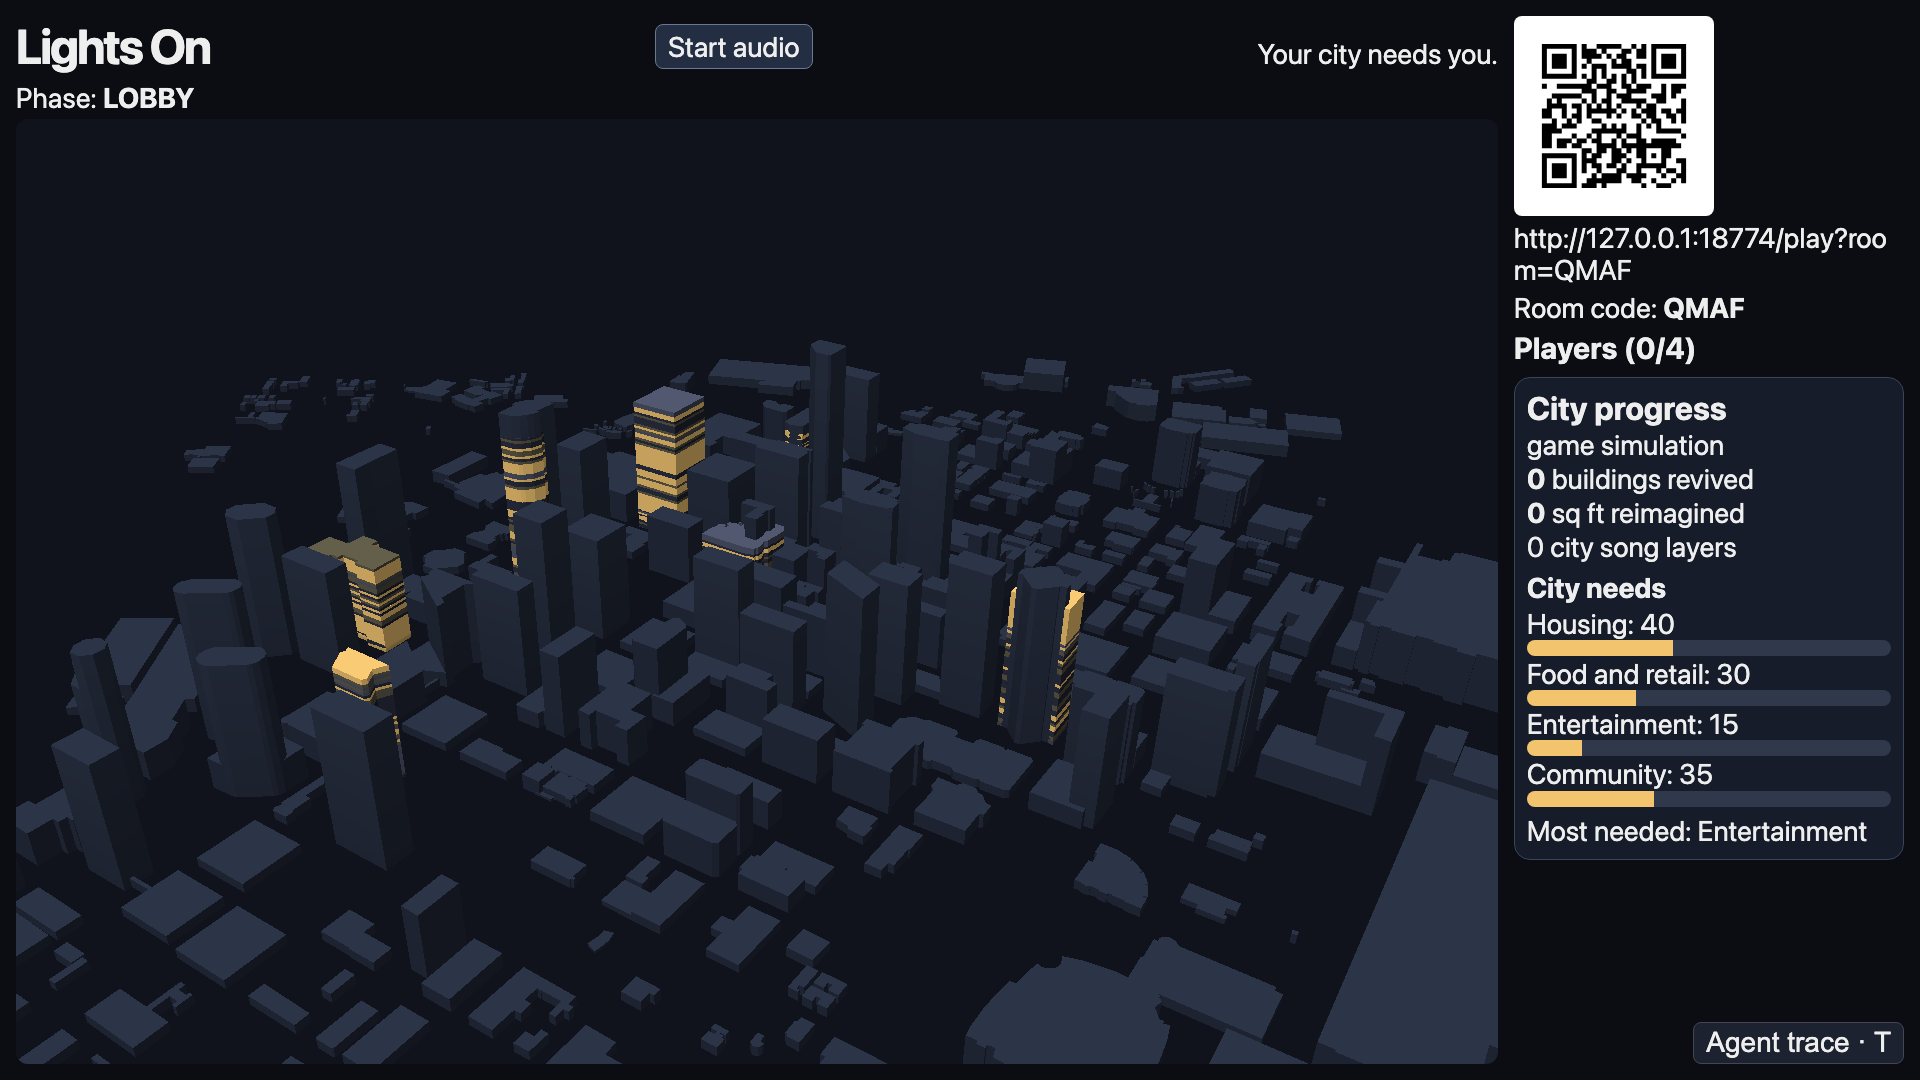 Lights On
Phase: LOBBY
Start audio
Your city needs you.
http://127.0.0.1:18774/play?roo
m=QMAF
Room code: QMAF
Players (0/4)
City progress
game simulation
0 buildings revived
0 sq ft reimagined
0 city song layers
City needs
Housing: 40
Food and retail: 30
Entertainment: 15
Community: 35
Most needed: Entertainment
Agent trace · T